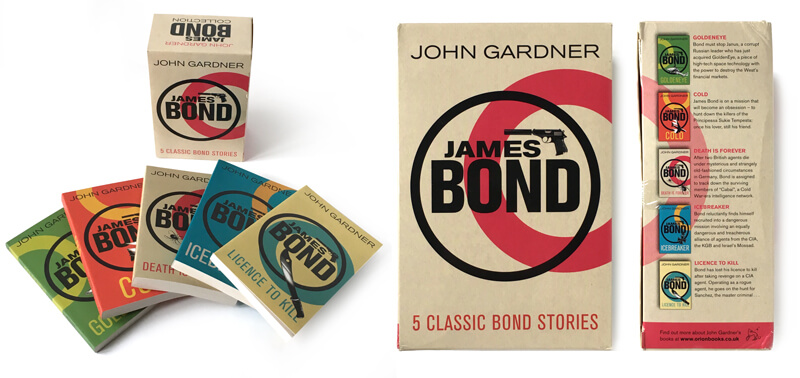 JOHN GARDNER
JAMES
BOND
COLLECTION
JOHN GARDNER
JAMES
BOND
5 CLASSIC BOND STORIES
JOHN GARDNER
JAMES
BOND
JOHN GARDNER
JAMES
BOND
JOHN GARDNER
JAMES
BOND
DEATH IS
JOHN GARDNER
JAMES
BOND
JOHN GARDNER
JAMES
BOND
LICENCE TO KILL
JOHN GARDNER
JAMES
BOND
5 CLASSIC BOND STORIES
GOLDENEYE
Bond must stop Janus, a corrupt
Russian leader who has just
acquired GoldenEye, a piece of
high-tech space technology with
the power to destroy the West's
financial markets.
GOLDENEYE
COLD
James Bond is on a mission that
will become an obsession – to
hunt down the killers of the
Principessa Sukie Tempesta:
once his lover, still his friend.
COLD
DEATH IS FOREVER
After two British agents die
under mysterious and strangely
old-fashioned circumstances
in Germany, Bond is assigned
to track down the surviving
members of "Cabal", a Cold
War-era intelligence network.
ICEBREAKER
Bond reluctantly finds himself
recruited into a dangerous
mission involving an equally
dangerous and treacherous
alliance of agents from the CIA,
the KGB and Israel's Mossad.
ICEBREAKER
LICENCE TO KILL
Bond has lost his licence to kill
after taking revenge on a CIA
agent. Operating as a rogue
agent, he goes on the hunt for
Sanchez, the master criminal ...
LICENCE TO KILL
Find out more about John Gardner's
books at www.orionbooks.co.uk